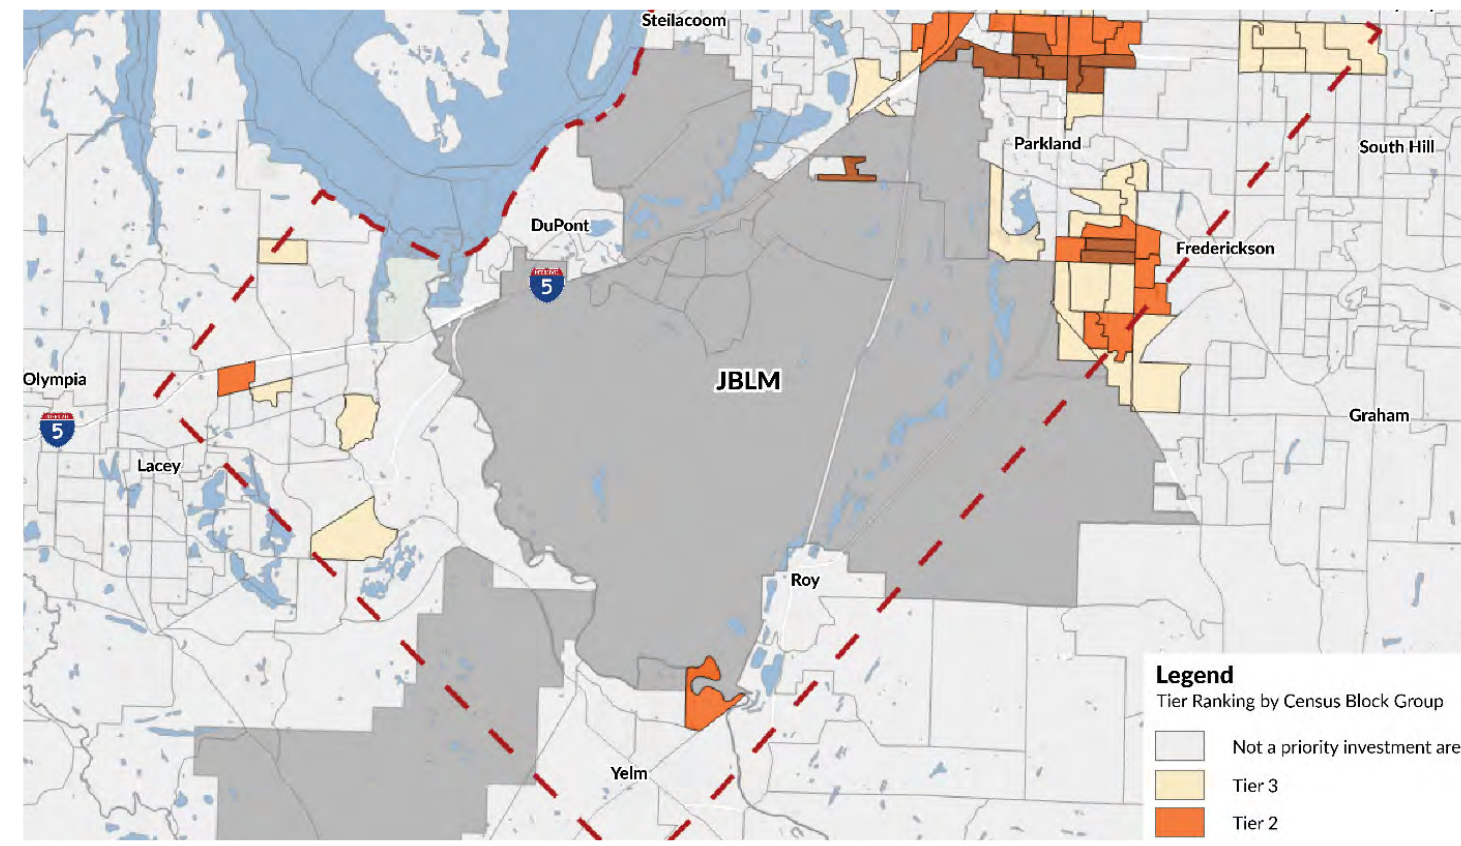 Steilacoom
Parkland
South Hill
DuPont
Frederickson
INTERSTATE
5
JBLM
Olympia
Graham
5
Lacey
Roy
Yelm
Legend
Tier Ranking by Census Block Group
Not a priority investment are
Tier 3
Tier 2